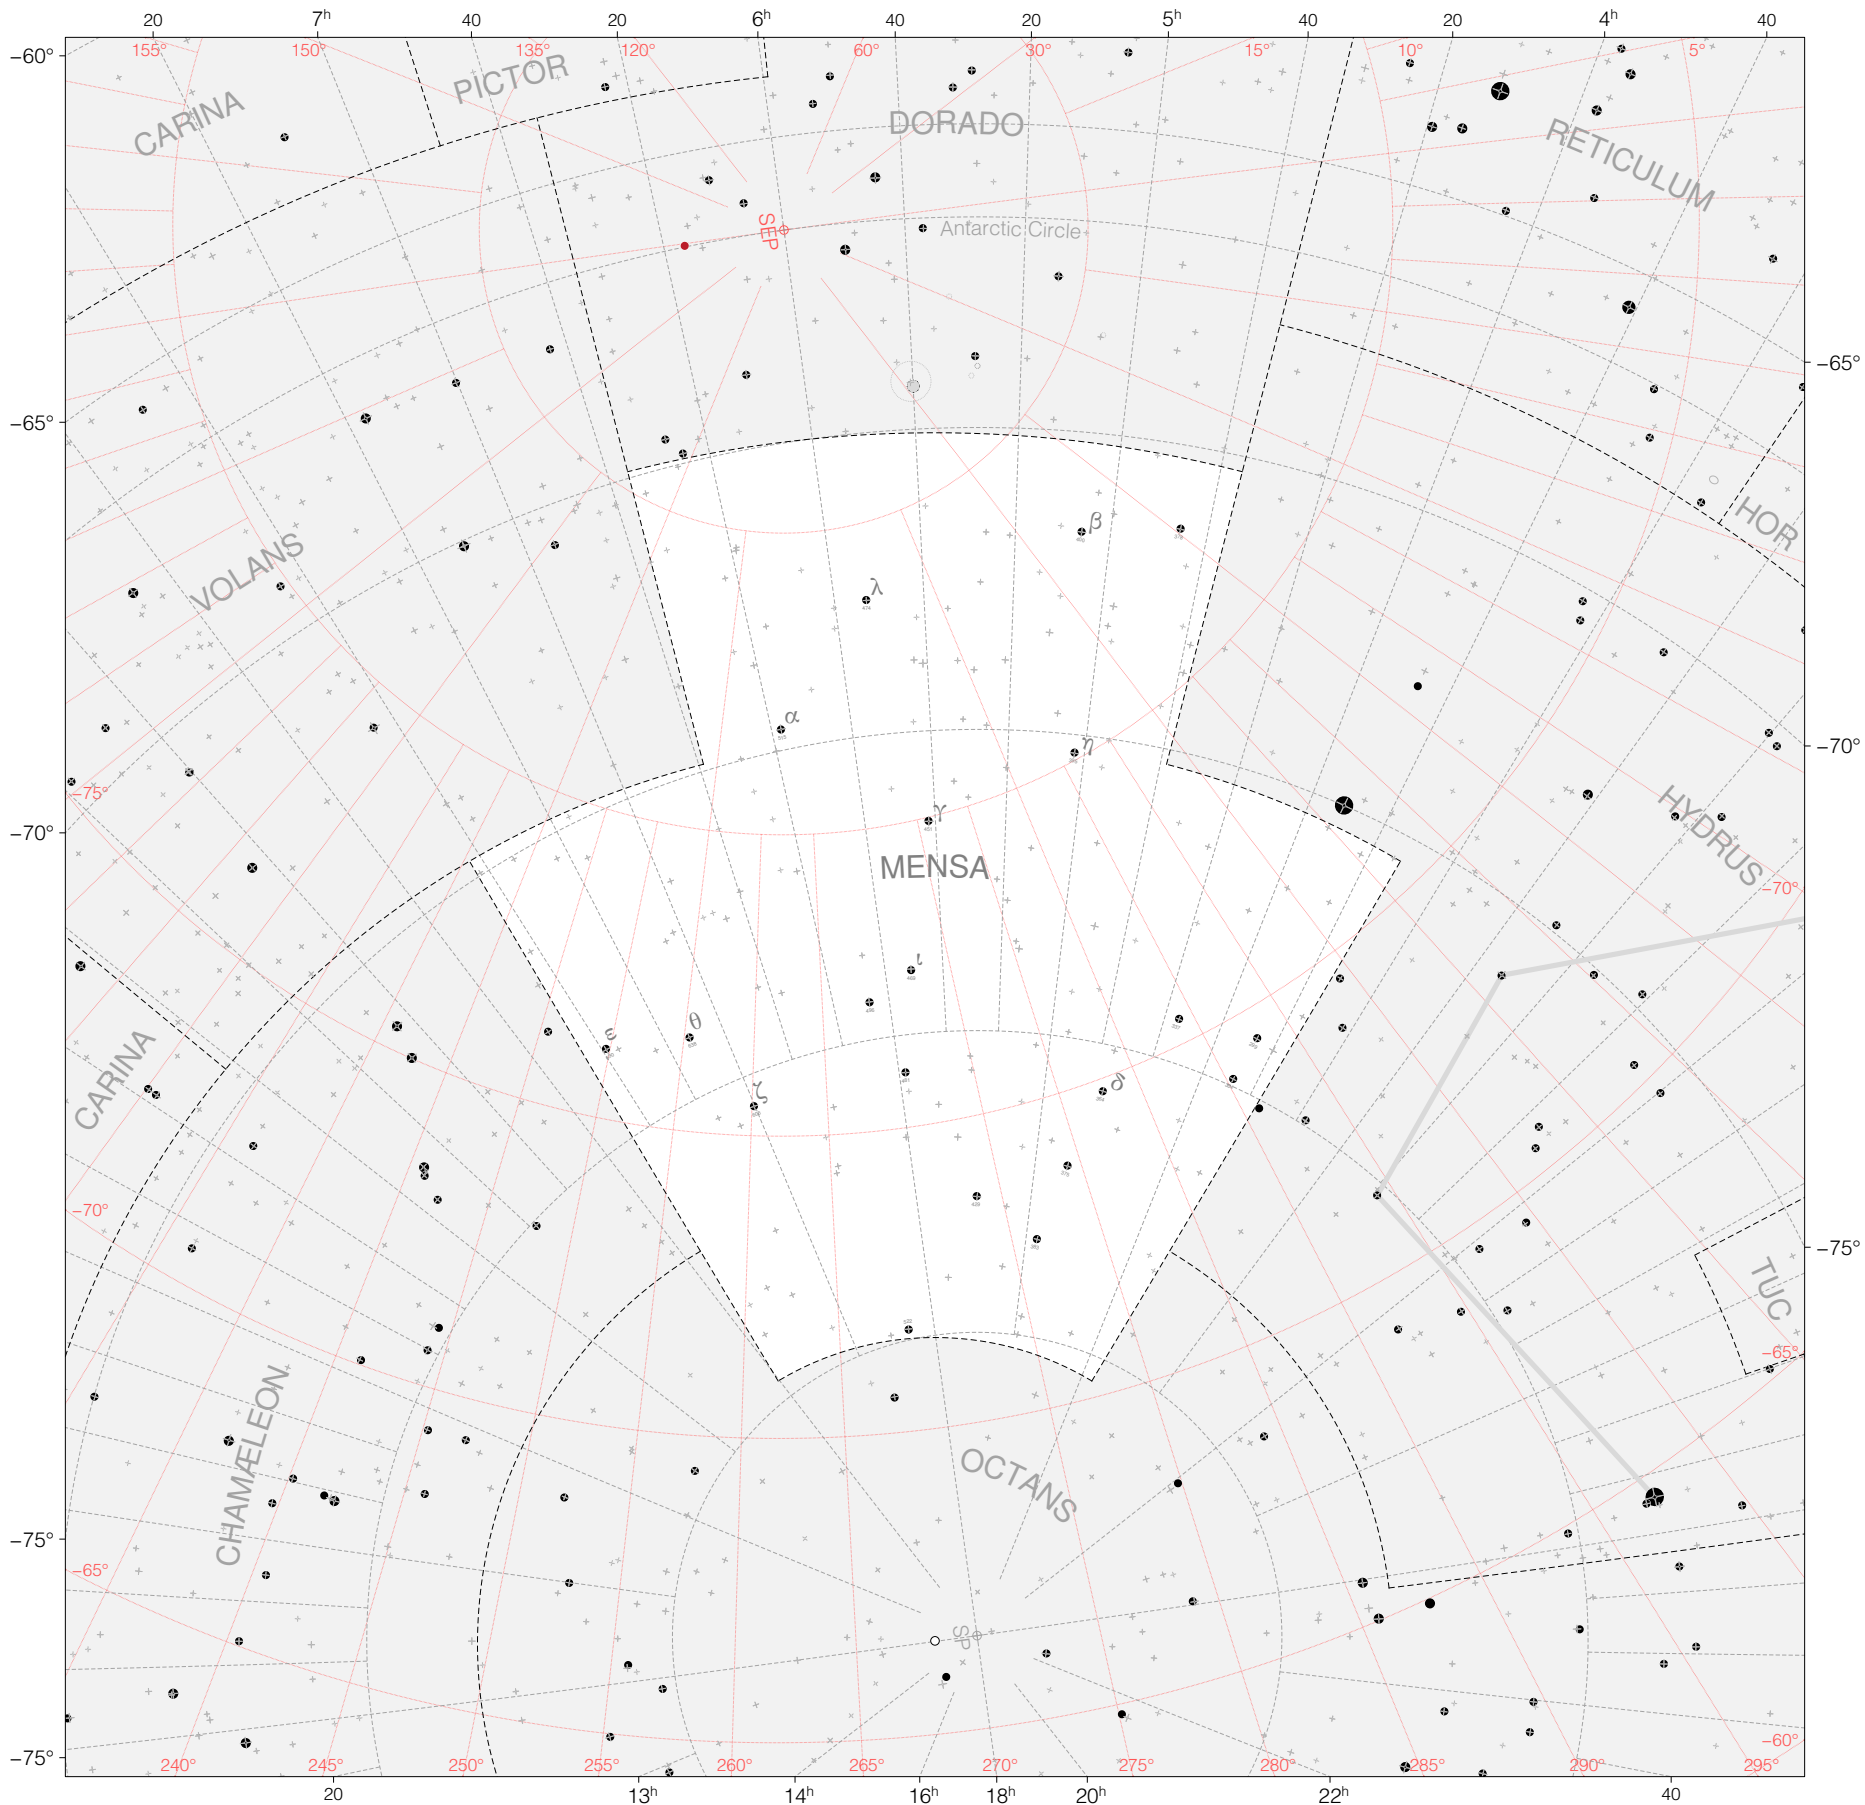 20 7h 40 20 6h 40 20 5h 40 20 4h 40
155° 150° 135° 120° 60° 30° 15° 10° 5°
−60°
PICTOR
CARINA
DORADO
RETICULUM
SEP
Antarctic Circle
−65°
−65°
HOR
β
VOLANS
λ
α
η
−70°
−75°
γ
HYDRUS
−70°
MENSA
−70°
ι
θ
ε
CARINA
ζ
δ
−70°
−75°
TUC
−65°
CHAMÆLEON
OCTANS
−75°
−65°
SP
−60°
−75°
240° 245° 250° 255° 260° 265° 270° 275° 280° 285° 290° 295°
20 13h 14h 16h 18h 20h 22h 40